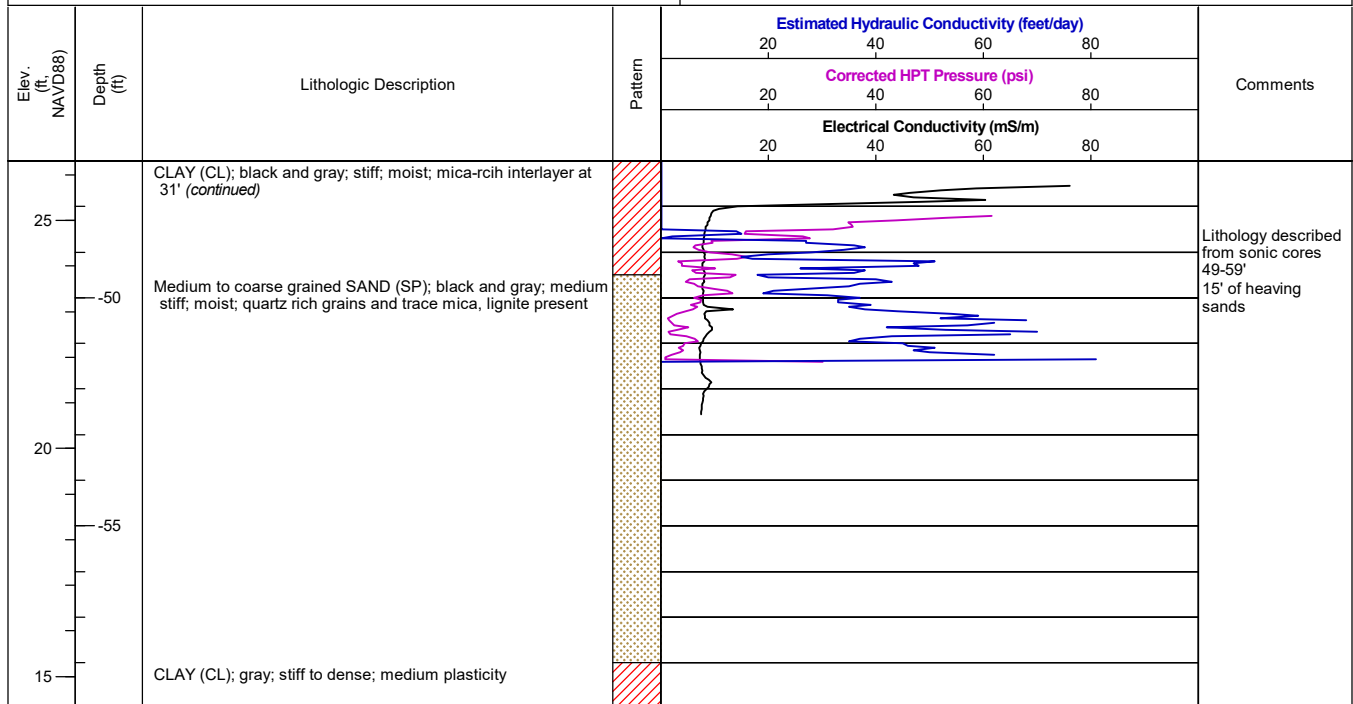 Elev.
(ft,
NAVD88)
Depth
(ft)
Lithologic Description
Pattern
Estimated Hydraulic Conductivity (feet/day)
20 40 60 80
Corrected HPT Pressure (psi)
20 40 60 80
Electrical Conductivity (mS/m)
20 40 60 80
Comments
CLAY (CL); black and gray; stiff; moist; mica-rcih interlayer at
31' (continued)
25
Lithology described
from sonic cores
49-59'
15' of heaving
sands
Medium to coarse grained SAND (SP); black and gray; medium
stiff; moist; quartz rich grains and trace mica, lignite present
-50
20
-55
CLAY (CL); gray; stiff to dense; medium plasticity
15